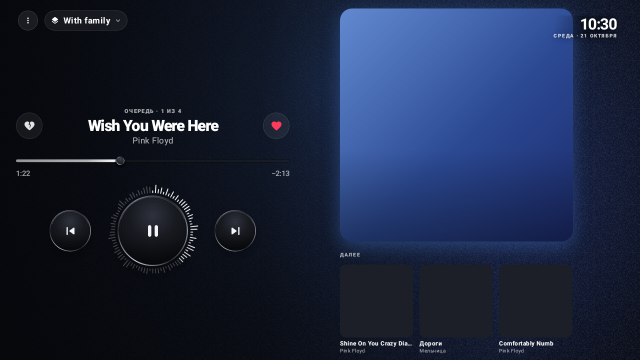 With family
10:30
СРЕДА · 21 ОКТЯБРЯ
ОЧЕРЕДЬ · 1 ИЗ 4
Wish You Were Here
Pink Floyd
1:22
−2:13
ДАЛЕЕ
Shine On You Crazy Dia...
Pink Floyd
Дороги
Мельница
Comfortably Numb
Pink Floyd